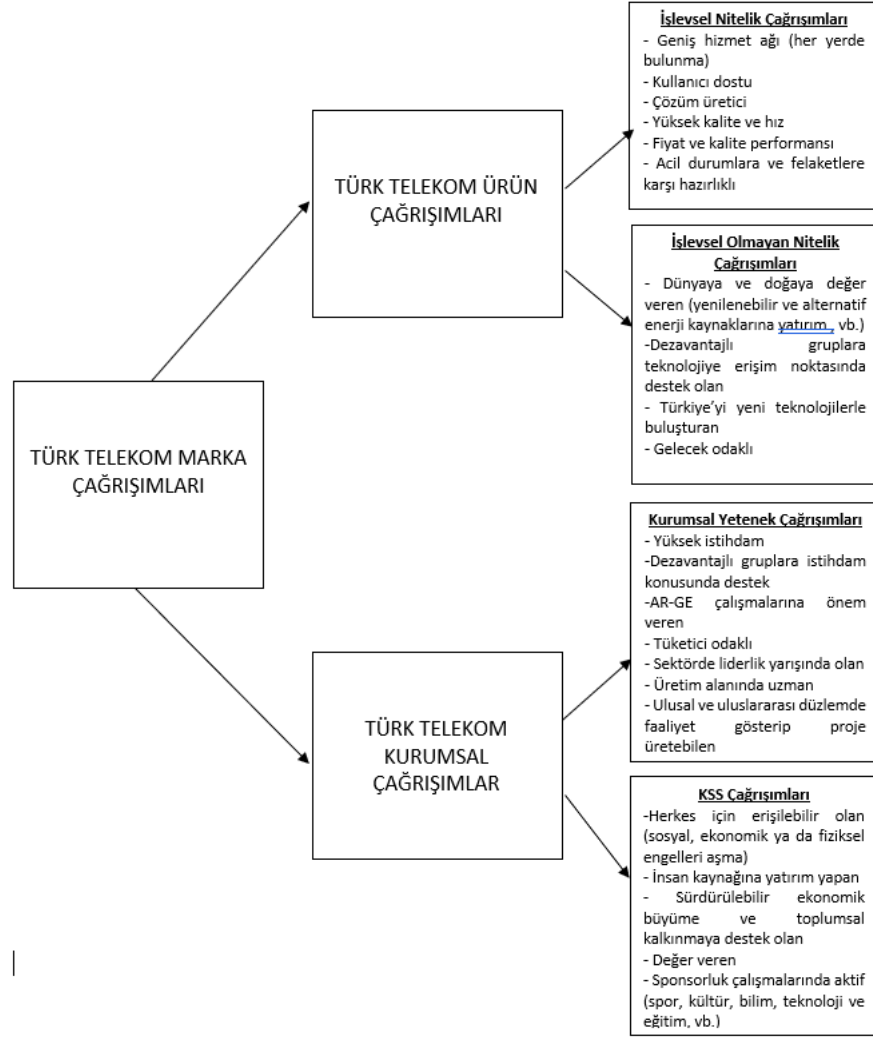 İşlevsel Nitelik Çağrışımları
- Geniş hizmet ağı (her yerde
bulunma)
- Kullanıcı dostu
- Çözüm üretici
- Yüksek kalite ve hız
- Fiyat ve kalite performansı
- Acil durumlara ve felaketlere
karşı hazırlıklı
TÜRK TELEKOM ÜRÜN
ÇAĞRIŞIMLARI
İşlevsel Olmayan Nitelik
Çağrışımları
- Dünyaya ve doğaya değer
veren (yenilenebilir ve alternatif
enerji kaynaklarına yatırım , vb.)
-Dezavantajlı gruplara
teknolojiye erişim noktasında
destek olan
- Türkiye’yi yeni teknolojilerle
buluşturan
- Gelecek odaklı
TÜRK TELEKOM MARKA
ÇAĞRIŞIMLARI
Kurumsal Yetenek Çağrışımları
- Yüksek istihdam
-Dezavantajlı gruplara istihdam
konusunda destek
-AR-GE çalışmalarına önem
veren
- Tüketici odaklı
- Sektörde liderlik yarışında olan
- Üretim alanında uzman
- Ulusal ve uluslararası düzlemde
faaliyet gösterip proje
üretebilen
TÜRK TELEKOM
KURUMSAL
ÇAĞRIŞIMLAR
KSS Çağrışımları
-Herkes için erişilebilir olan
(sosyal, ekonomik ya da fiziksel
engelleri aşma)
- İnsan kaynağına yatırım yapan
- Sürdürülebilir ekonomik
büyüme ve toplumsal
kalkınmaya destek olan
- Değer veren
- Sponsorluk çalışmalarında aktif
(spor, kültür, bilim, teknoloji ve
eğitim, vb.)